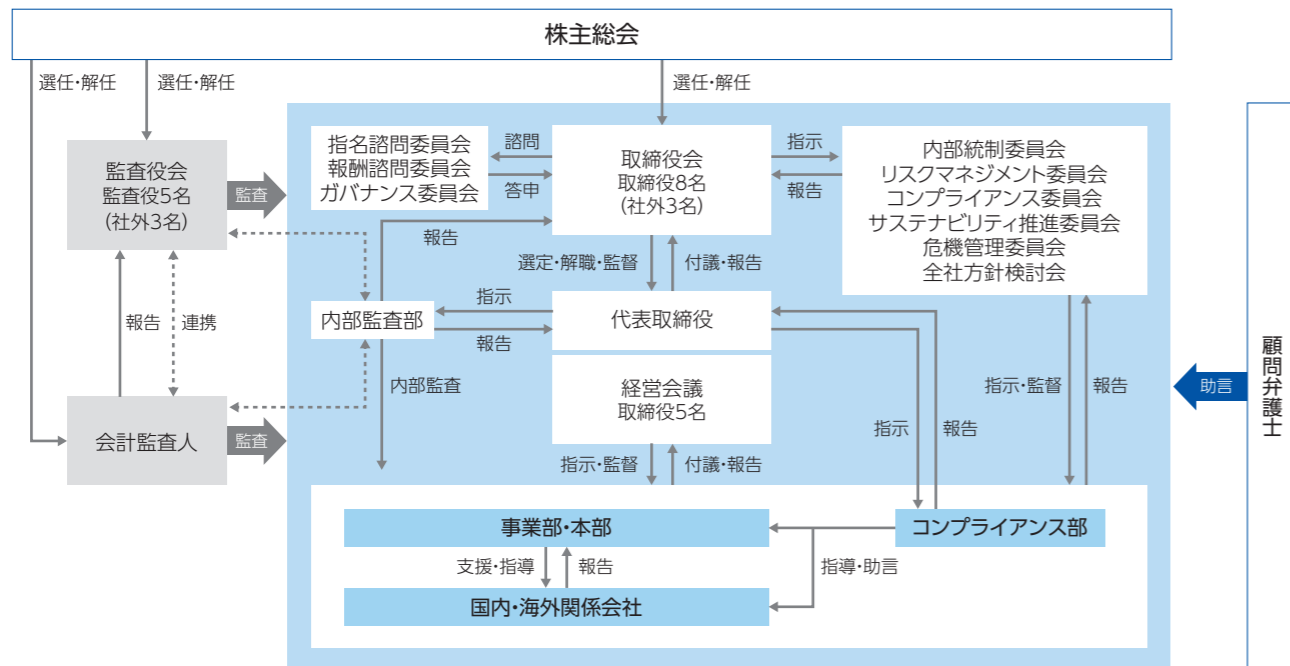 株主総会
選任・解任
選任・解任
選任・解任
監査役会
監査役5名
(社外3名)
監査
指名諮問委員会
報酬諮問委員会
ガバナンス委員会
諮問
答申
取締役会
取締役8名
(社外3名)
指示
報告
内部統制委員会
リスクマネジメント委員会
コンプライアンス委員会
サステナビリティ推進委員会
危機管理委員会
全社方針検討会
報告
選定・解職・監督
付議・報告
報告
連携
内部監査部
指示
報告
代表取締役
内部監査
経営会議
取締役5名
指示・監督
報告
助言
顧問弁護士
会計監査人
監査
指示
報告
指示・監督
付議・報告
事業部・本部
コンプライアンス部
支援・指導
報告
指導・助言
国内・海外関係会社